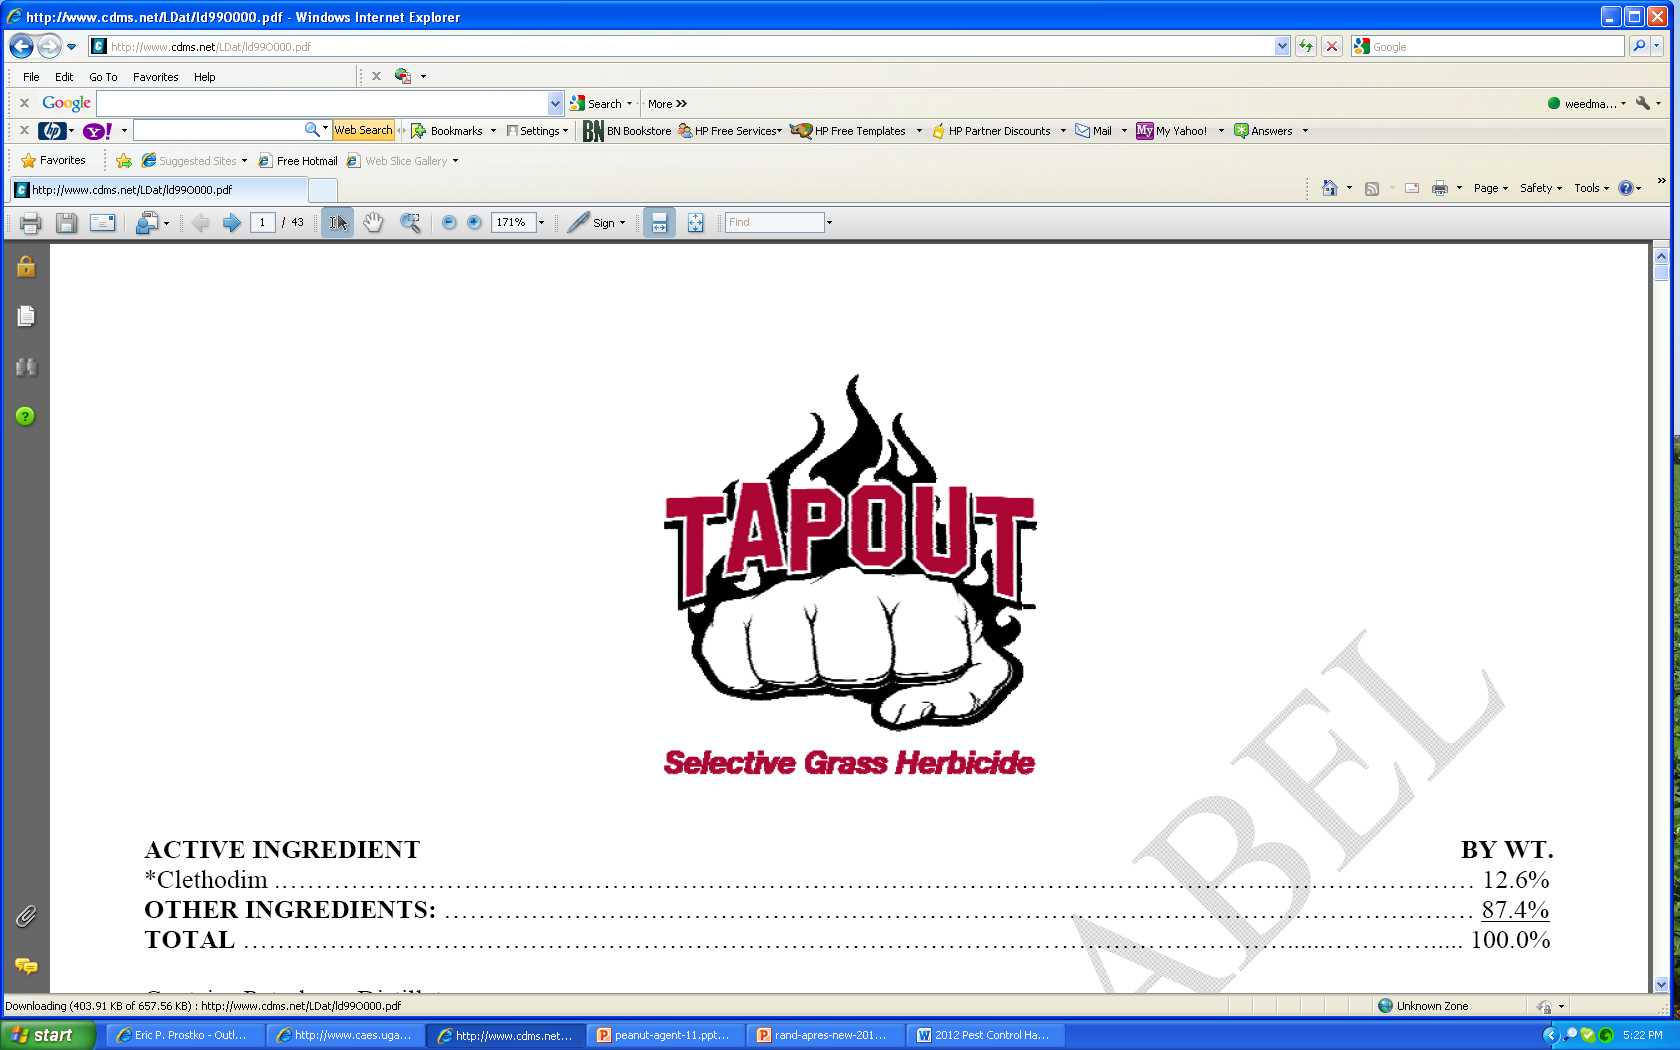 http://www.cdms.net/LDat/ld99O000.pdf - Windows Internet Explorer
http://www.cdms.net/LDat/ld99O000.pdf
Google
File Edit Go To Favorites Help
Google Search More weedma...
Web Search Bookmarks Settings BN BN Bookstore HP Free Services HP Free Templates HP Partner Discounts Mail My Yahoo! Answers
Favorites Suggested Sites Free Hotmail Web Slice Gallery
http://www.cdms.net/LDat/ld99O000.pdf
Page Safety Tools
1 / 43 171% Sign Find
TAPOUT
Selective Grass Herbicide
ABEL
ACTIVE INGREDIENT BY WT.
*Clethodim 12.6%
OTHER INGREDIENTS: 87.4%
TOTAL 100.0%
Downloading (403.91 KB of 657.56 KB) : http://www.cdms.net/LDat/ld99O000.pdf
Unknown Zone
start Eric P. Prostko - Outl... http://www.caes.uga... http://www.cdms.net... peanut-agent-11.ppt... rand-apres-new-201... 2012 Pest Control Ha... 5:22 PM